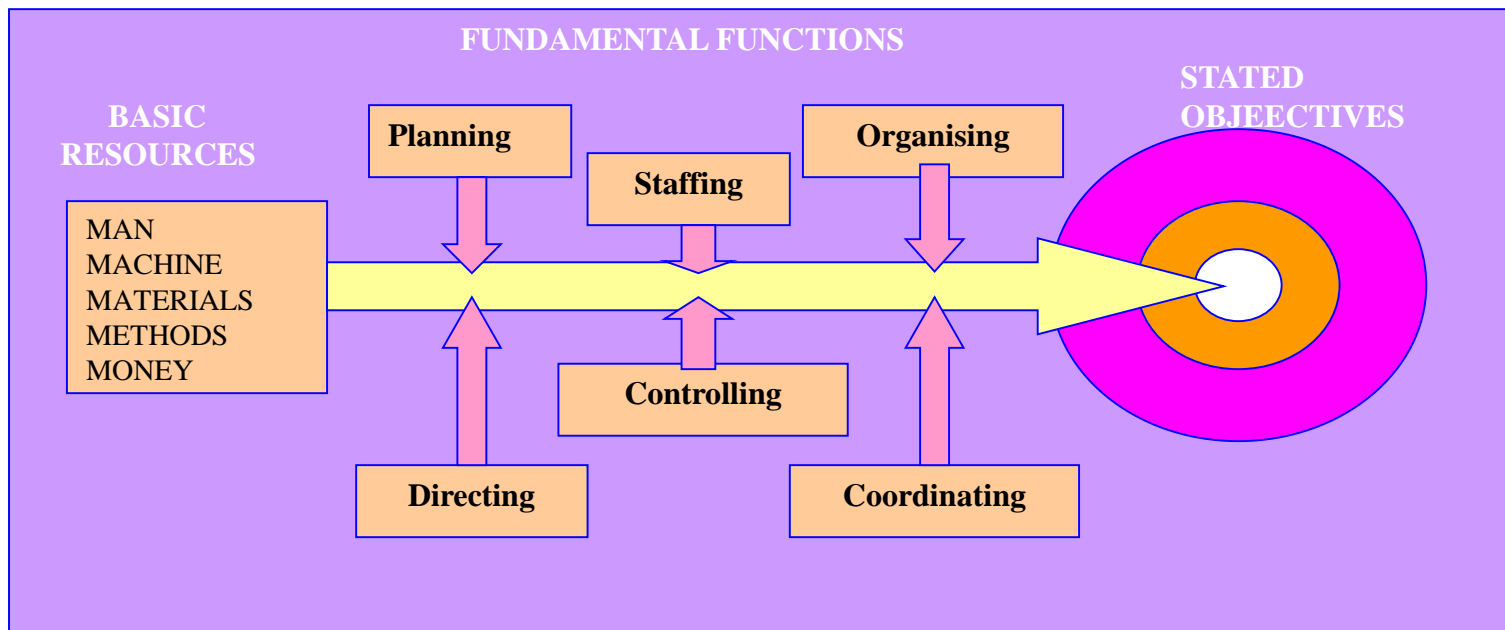 FUNDAMENTAL FUNCTIONS
STATED
OBJEECTIVES
BASIC
RESOURCES
Planning
Organising
Staffing
MAN
MACHINE
MATERIALS
METHODS
MONEY
Controlling
Directing
Coordinating